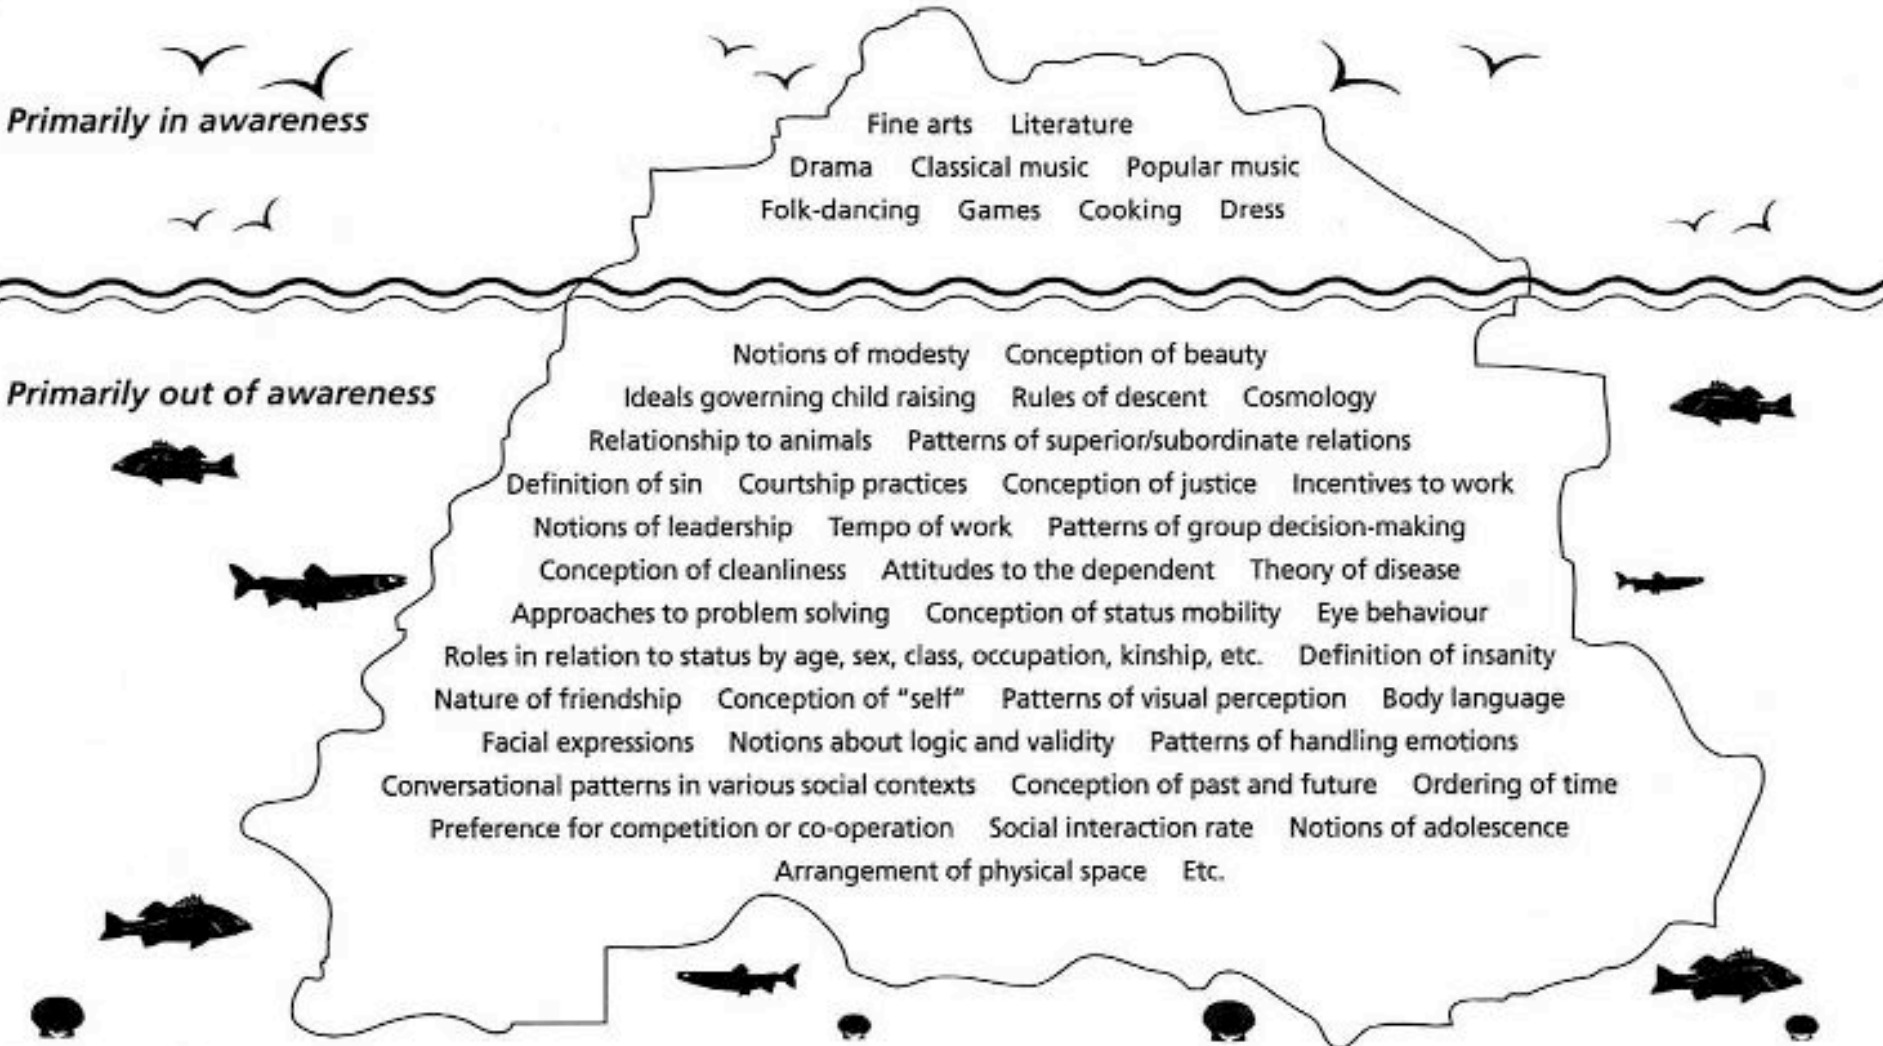 Primarily in awareness
Fine arts Literature
Drama Classical music Popular music
Folk-dancing Games Cooking Dress
Notions of modesty Conception of beauty
Primarily out of awareness
Ideals governing child raising Rules of descent Cosmology
Relationship to animals Patterns of superior/subordinate relations
Definition of sin Courtship practices Conception of justice Incentives to work
Notions of leadership Tempo of work Patterns of group decision-making
Conception of cleanliness Attitudes to the dependent Theory of disease
Approaches to problem solving Conception of status mobility Eye behaviour
Roles in relation to status by age, sex, class, occupation, kinship, etc. Definition of insanity
Nature of friendship Conception of "self" Patterns of visual perception Body language
Facial expressions Notions about logic and validity Patterns of handling emotions
Conversational patterns in various social contexts Conception of past and future Ordering of time
Preference for competition or co-operation Social interaction rate Notions of adolescence
Arrangement of physical space Etc.